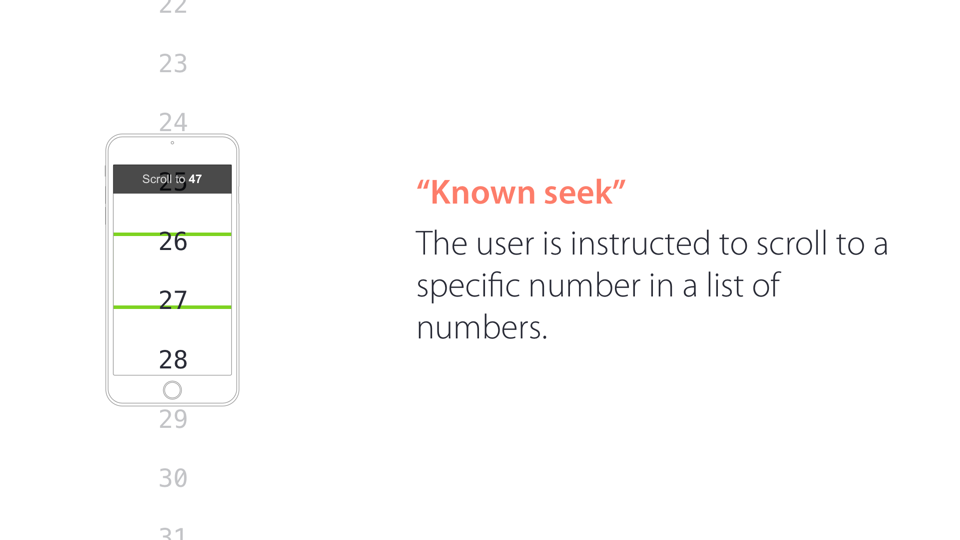 22
23
24
25
Scroll to 47
26
27
28
29
30
31
“Known seek”
The user is instructed to scroll to a
specific number in a list of
numbers.